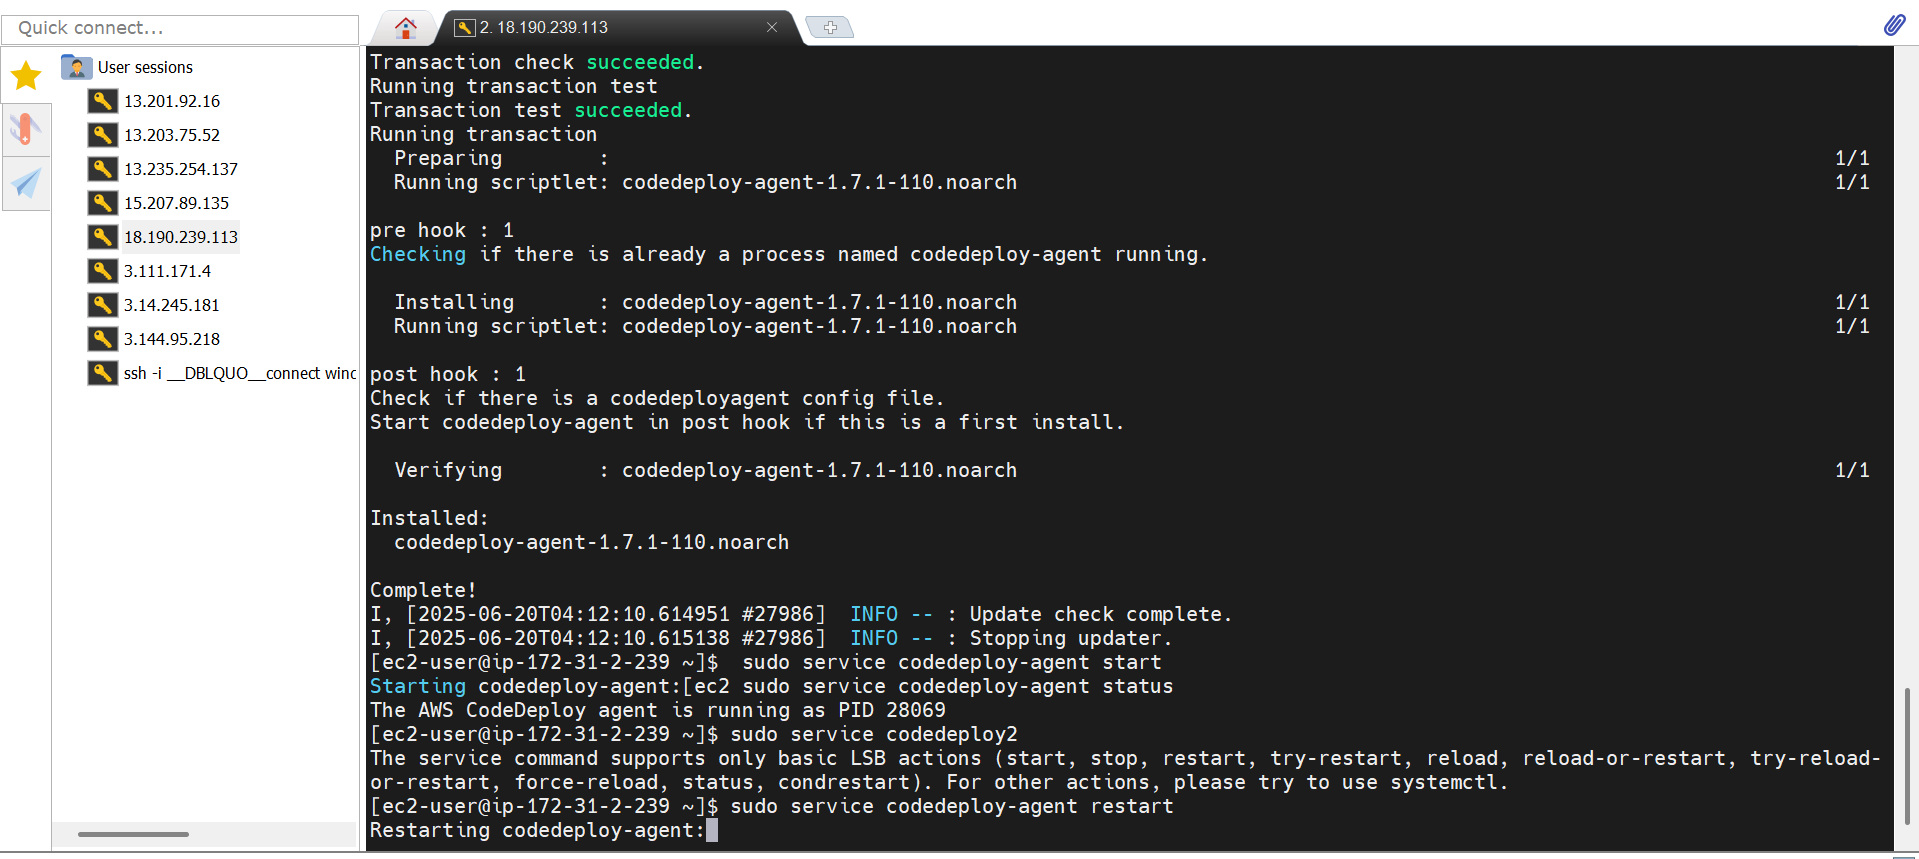 Quick connect...
2. 18.190.239.113
User sessions
13.201.92.16
13.203.75.52
13.235.254.137
15.207.89.135
18.190.239.113
3.111.171.4
3.14.245.181
3.144.95.218
ssh -i __DBLQUO__connect winc
Transaction check succeeded.
Running transaction test
Transaction test succeeded.
Running transaction
  Preparing        :                                                                                                      1/1
  Running scriptlet: codedeploy-agent-1.7.1-110.noarch                                                                    1/1
pre hook : 1
Checking if there is already a process named codedeploy-agent running.
  Installing       : codedeploy-agent-1.7.1-110.noarch                                                                    1/1
  Running scriptlet: codedeploy-agent-1.7.1-110.noarch                                                                    1/1
post hook : 1
Check if there is a codedeployagent config file.
Start codedeploy-agent in post hook if this is a first install.
  Verifying        : codedeploy-agent-1.7.1-110.noarch                                                                    1/1
Installed:
  codedeploy-agent-1.7.1-110.noarch
Complete!
I, [2025-06-20T04:12:10.614951 #27986]  INFO -- : Update check complete.
I, [2025-06-20T04:12:10.615138 #27986]  INFO -- : Stopping updater.
[ec2-user@ip-172-31-2-239 ~]$  sudo service codedeploy-agent start
Starting codedeploy-agent:[ec2 sudo service codedeploy-agent status
The AWS CodeDeploy agent is running as PID 28069
[ec2-user@ip-172-31-2-239 ~]$ sudo service codedeploy2
The service command supports only basic LSB actions (start, stop, restart, try-restart, reload, reload-or-restart, try-reload-
or-restart, force-reload, status, condrestart). For other actions, please try to use systemctl.
[ec2-user@ip-172-31-2-239 ~]$ sudo service codedeploy-agent restart
Restarting codedeploy-agent: